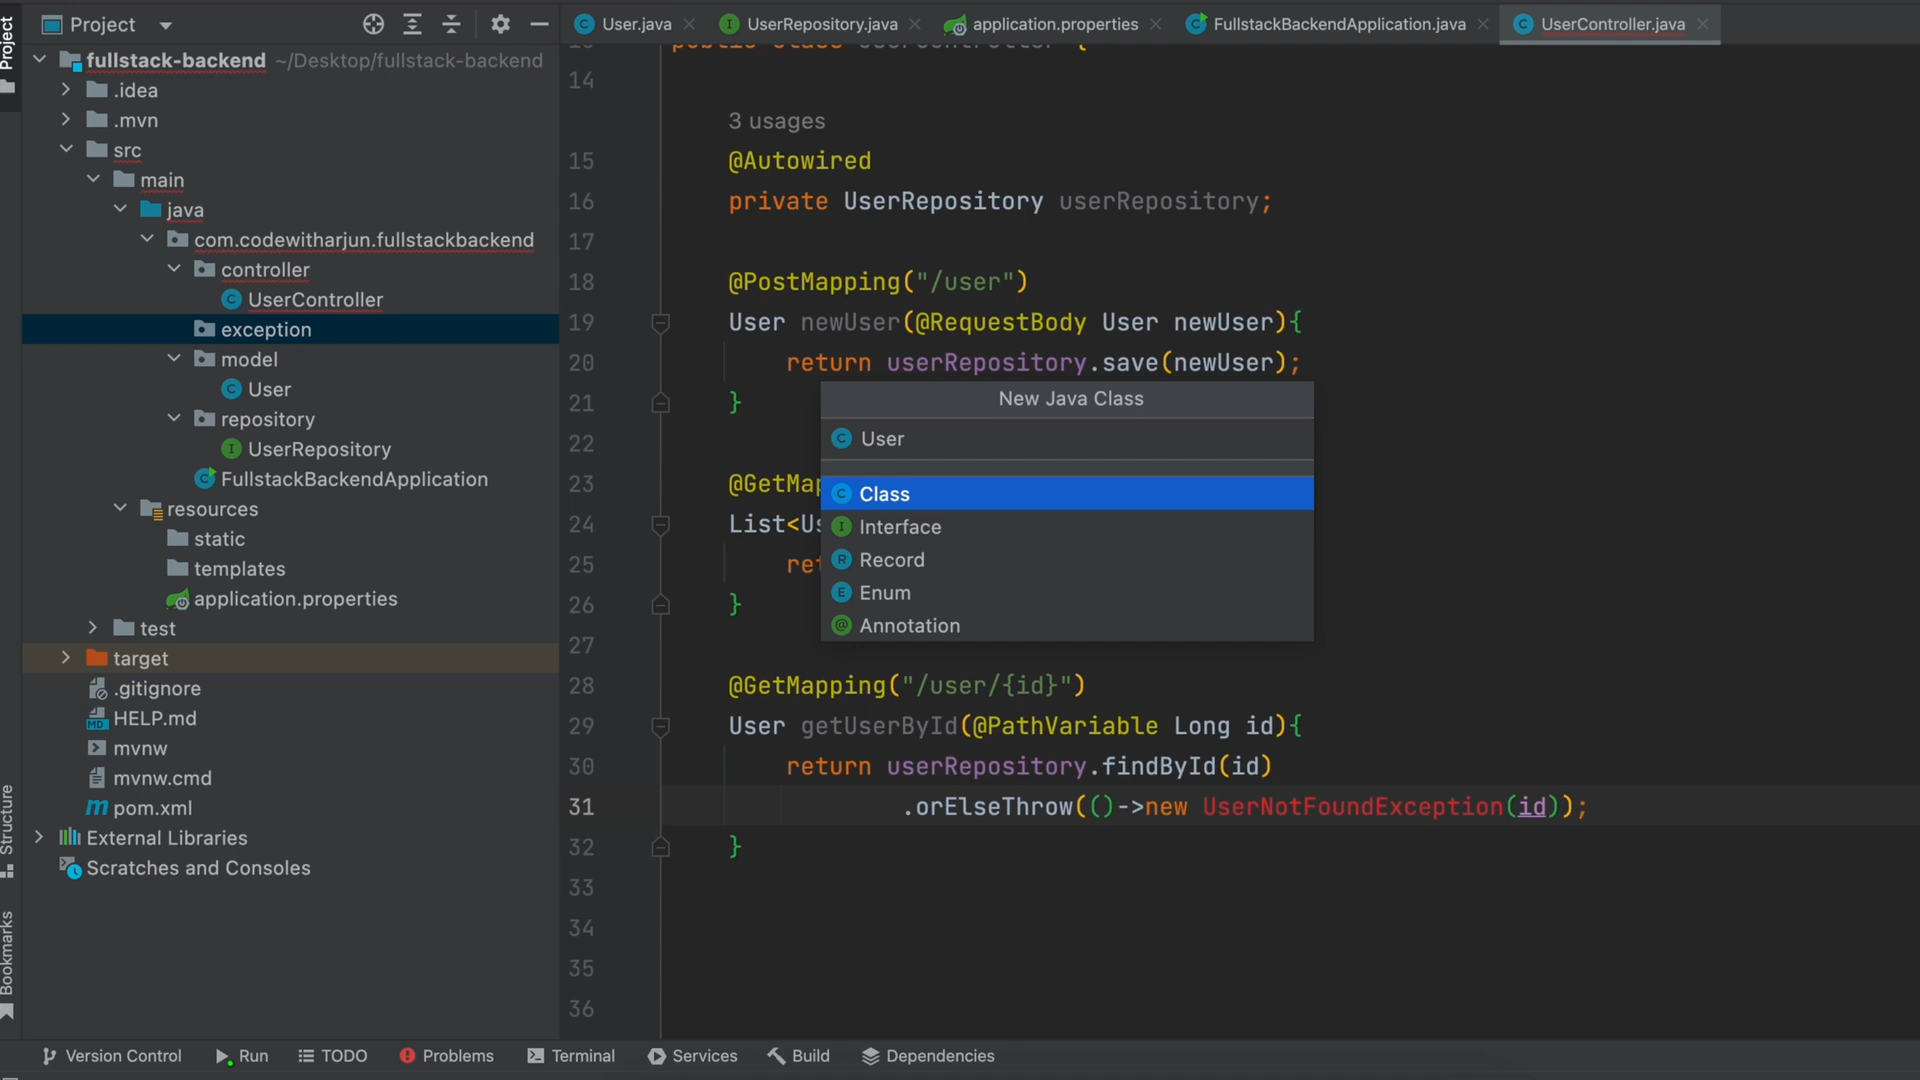 Project
User.java
UserRepository.java
application.properties
FullstackBackendApplication.java
UserController.java
Project
fullstack-backend ~/Desktop/fullstack-backend
.idea
.mvn
src
main
java
com.codewitharjun.fullstackbackend
controller
UserController
exception
model
User
repository
UserRepository
FullstackBackendApplication
resources
static
templates
application.properties
test
target
.gitignore
HELP.md
mvnw
mvnw.cmd
pom.xml
External Libraries
Scratches and Consoles
Structure
Bookmarks
14
3 usages
15 @Autowired
16 private UserRepository userRepository;
17
18 @PostMapping("/user")
19 User newUser(@RequestBody User newUser){
20 return userRepository.save(newUser);
21 }
22
23 @GetMap
24 List<Us
25 ret
26 }
27
28 @GetMapping("/user/{id}")
29 User getUserById(@PathVariable Long id){
30 return userRepository.findById(id)
31 .orElseThrow(()->new UserNotFoundException(id));
32 }
33
34
35
36
New Java Class
User
Class
Interface
Record
Enum
Annotation
Version Control
Run
TODO
Problems
Terminal
Services
Build
Dependencies